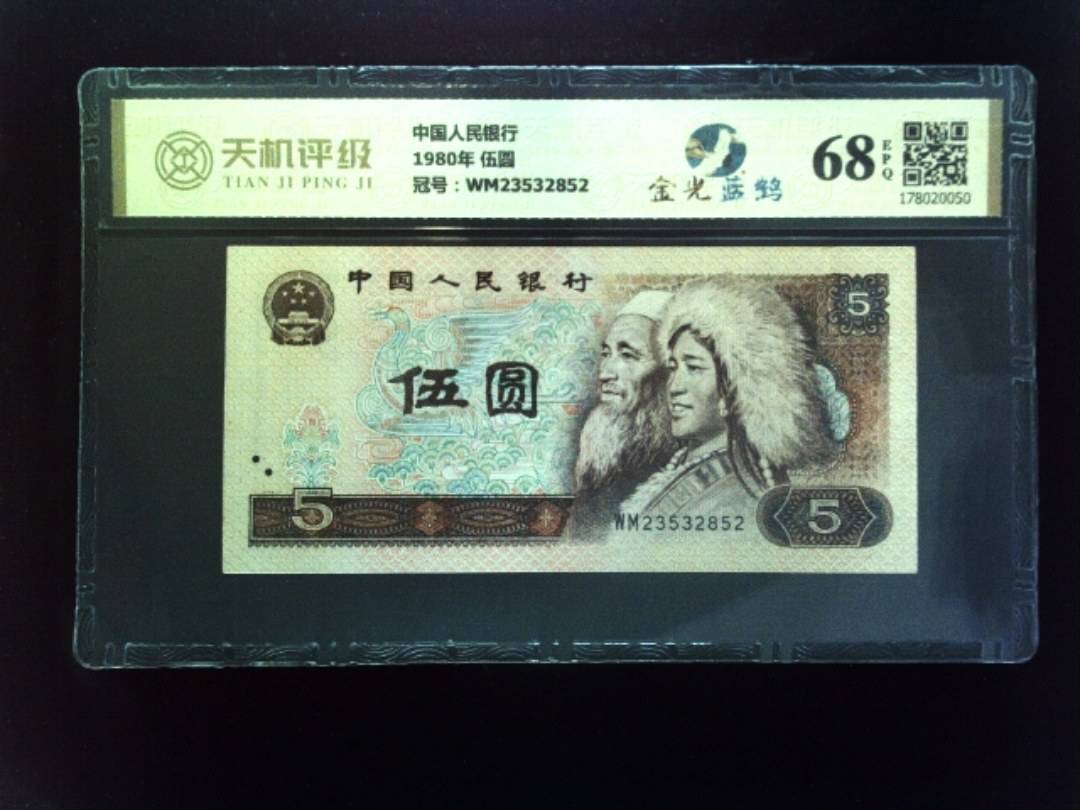 天机评级
TIAN JI PING JI
中国人民银行
1980年 伍圆
冠号：WM23532852
金光蓝鹤
68
EPQ
178020050
中国人民银行
5
伍圆
5
WM23532852
5